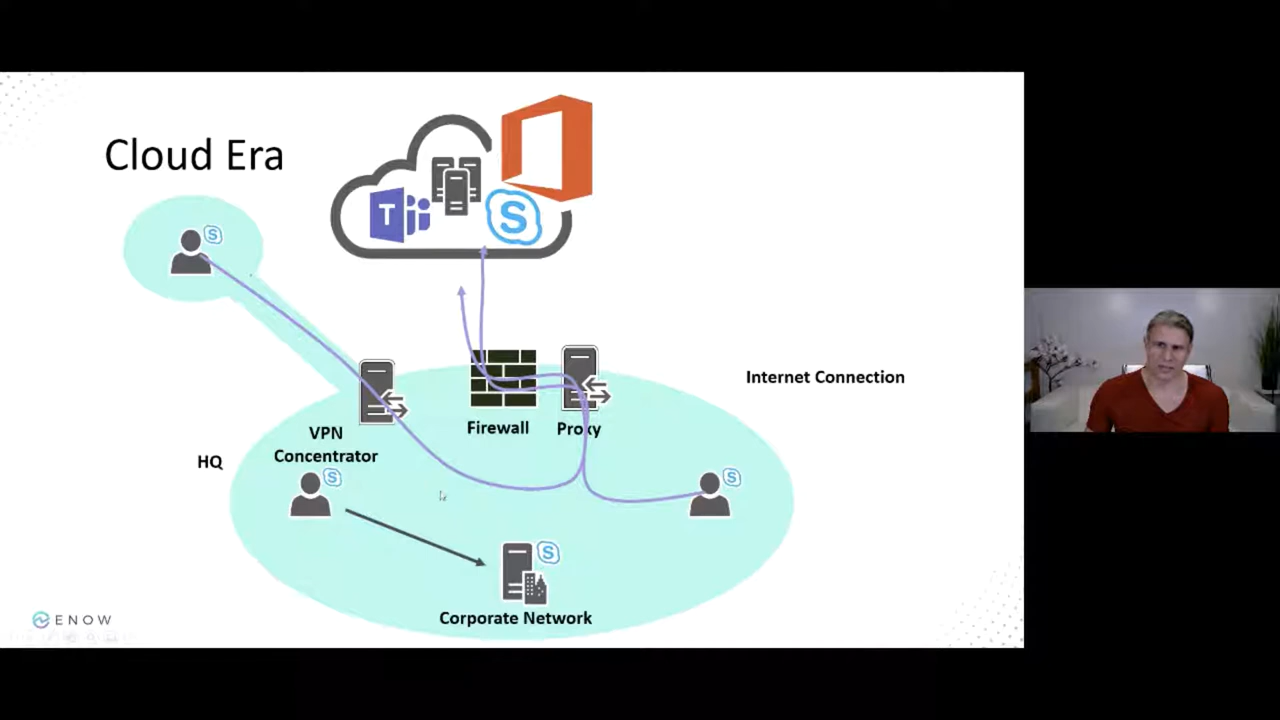 Cloud Era
T
S
S
Internet Connection
Firewall
Proxy
VPN
Concentrator
HQ
S
S
S
Corporate Network
ENOW